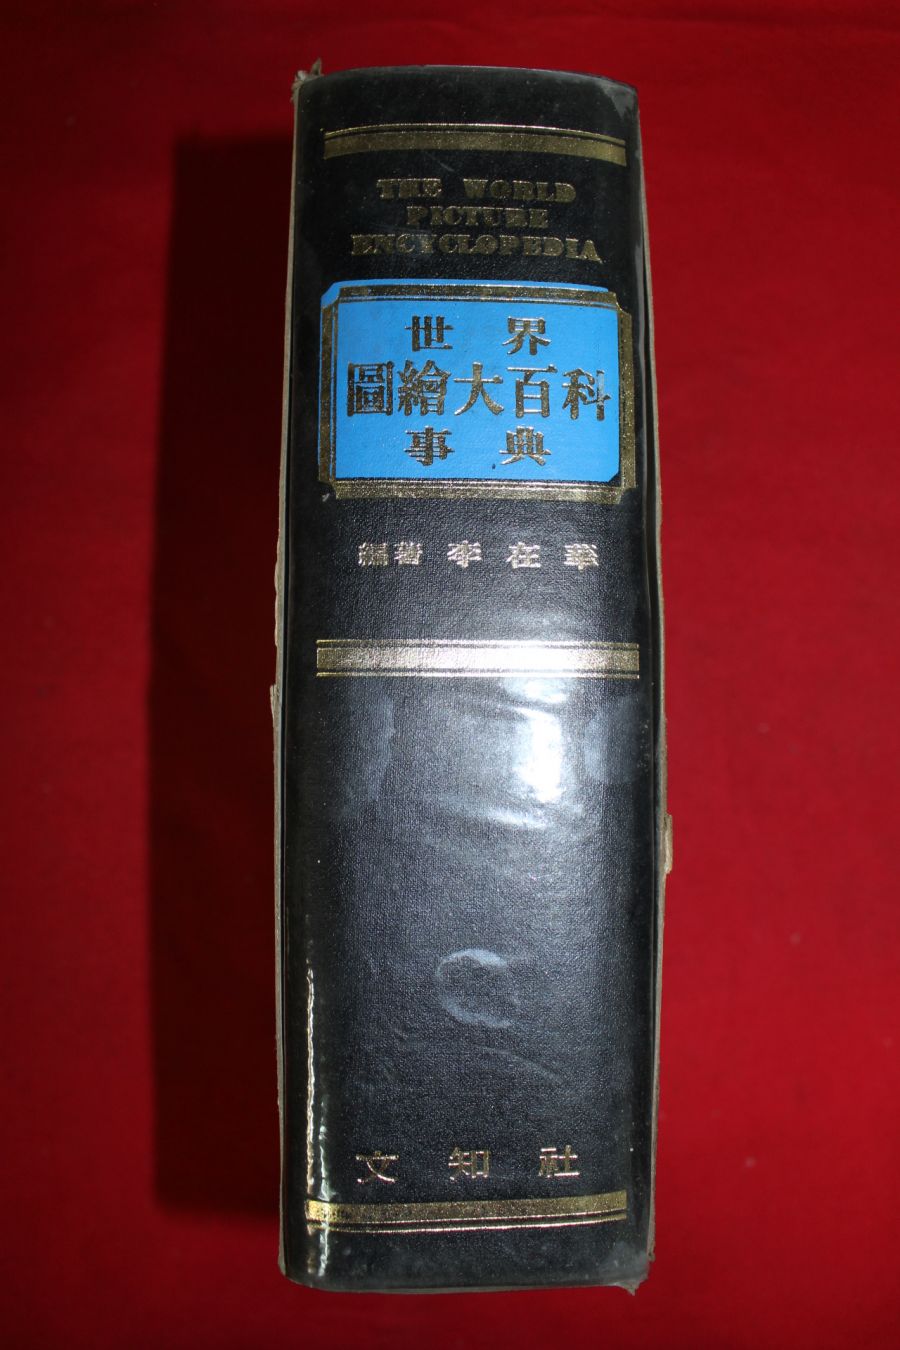 THE WORLD
PICTURE
ENCYCLOPEDIA
世界
圖繪大百科
事典
編著 李在華
文知社